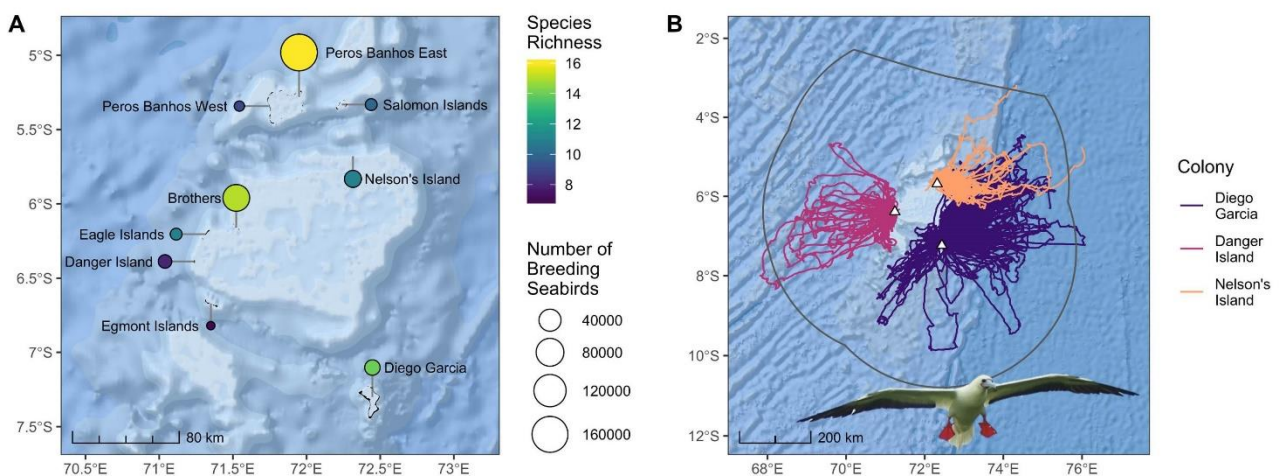 A
5°S
5.5°S
6°S
6.5°S
7°S
7.5°S
70.5°E
71°E
71.5°E
72°E
72.5°E
73°E
Peros Banhos East
Peros Banhos West
Salomon Islands
Nelson's Island
Brothers
Eagle Islands
Danger Island
Egmont Islands
Diego Garcia
80 km
Species
Richness
16
14
12
10
8
Number of
Breeding
Seabirds
40000
80000
120000
160000
B
2°S
4°S
6°S
8°S
10°S
12°S
68°E
70°E
72°E
74°E
76°E
200 km
Colony
Diego
Garcia
Danger
Island
Nelson's
Island